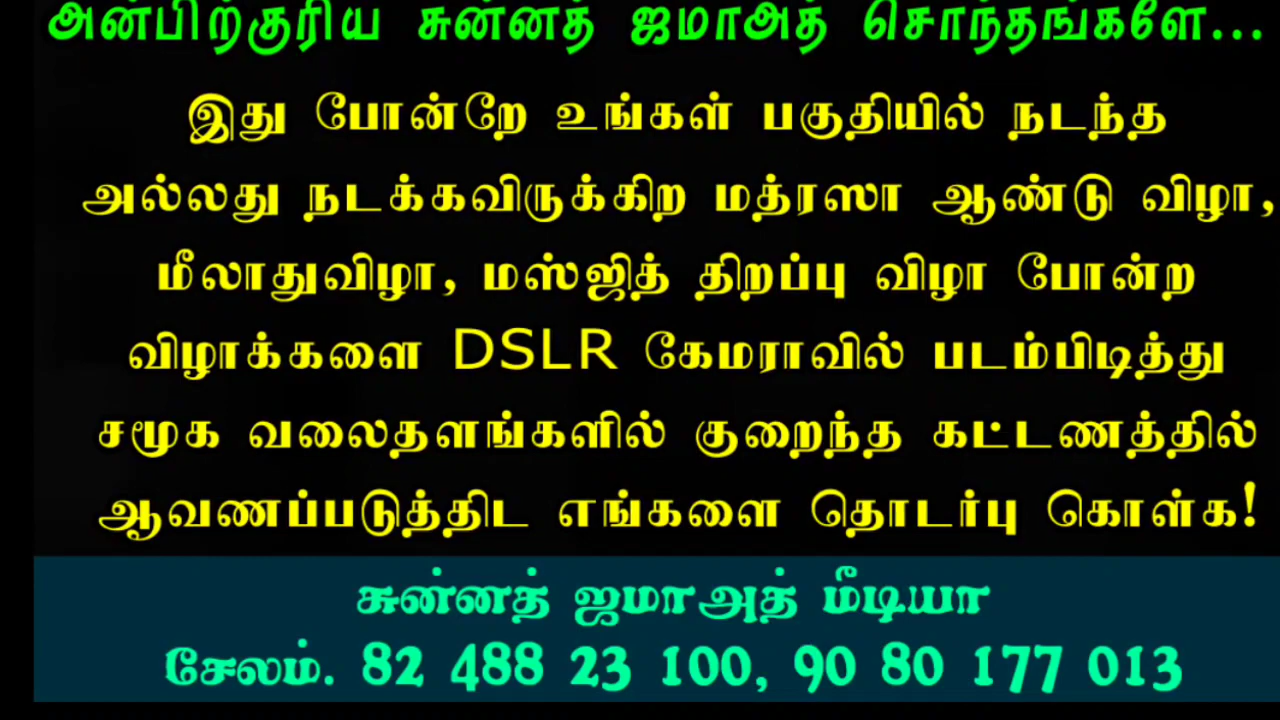 அன்பிற்குரிய சுன்னத் ஜமாஅத் சொந்தங்களே...
இது போன்றே உங்கள் பகுதியில் நடந்த
அல்லது நடக்கவிருக்கிற மத்ரஸா ஆண்டு விழா,
மீலாதுவிழா, மஸ்ஜித் திறப்பு விழா போன்ற
விழாக்களை DSLR கேமராவில் படம்பிடித்து
சமூக வலைதளங்களில் குறைந்த கட்டணத்தில்
ஆவணப்படுத்திட எங்களை தொடர்பு கொள்க!
சுன்னத் ஜமாஅத் மீடியா
சேலம். 82 488 23 100, 90 80 177 013